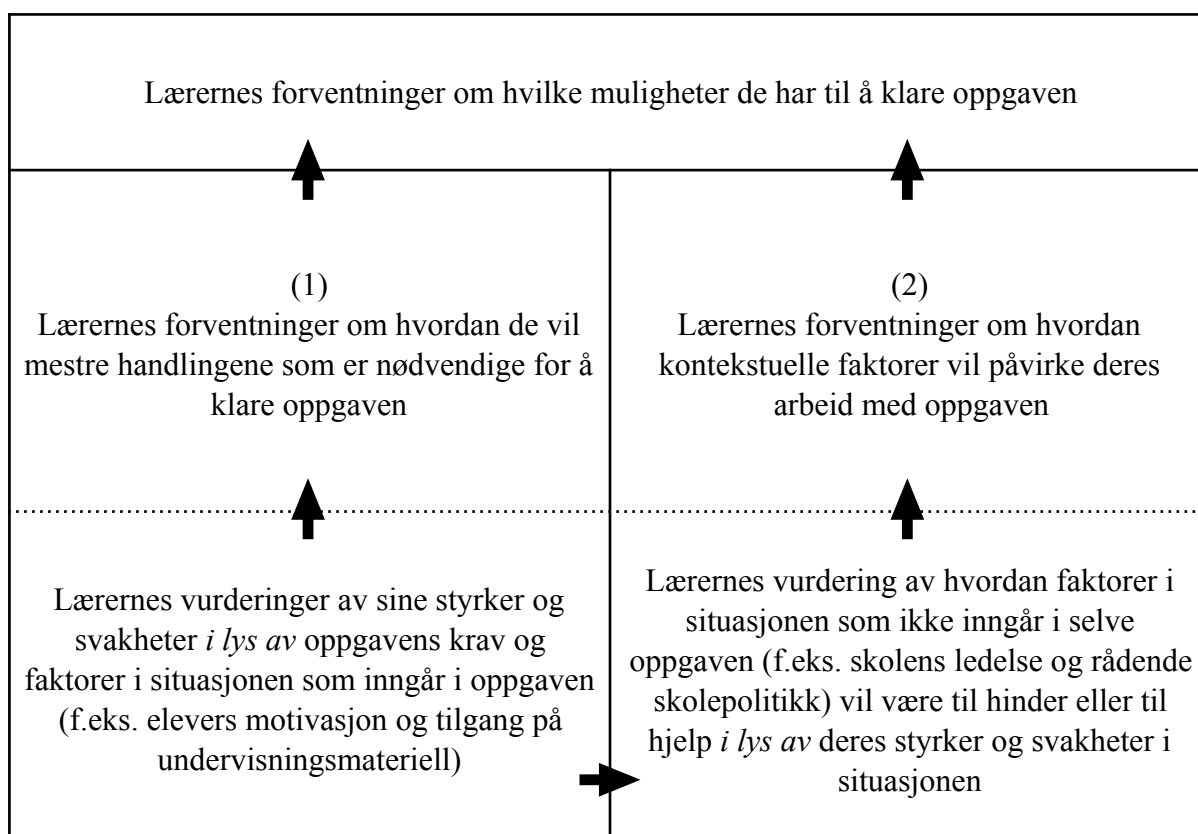 Lærernes forventninger om hvilke muligheter de har til å klare oppgaven
(1)
Lærernes forventninger om hvordan de vil
mestre handlingene som er nødvendige for å
klare oppgaven
(2)
Lærernes forventninger om hvordan
kontekstuelle faktorer vil påvirke deres
arbeid med oppgaven
Lærernes vurderinger av sine styrker og
svakheter i lys av oppgavens krav og
faktorer i situasjonen som inngår i oppgaven
(f.eks. elevers motivasjon og tilgang på
undervisningsmateriell)
Lærernes vurdering av hvordan faktorer i
situasjonen som ikke inngår i selve
oppgaven (f.eks. skolens ledelse og rådende
skolepolitikk) vil være til hinder eller til
hjelp i lys av deres styrker og svakheter i
situasjonen